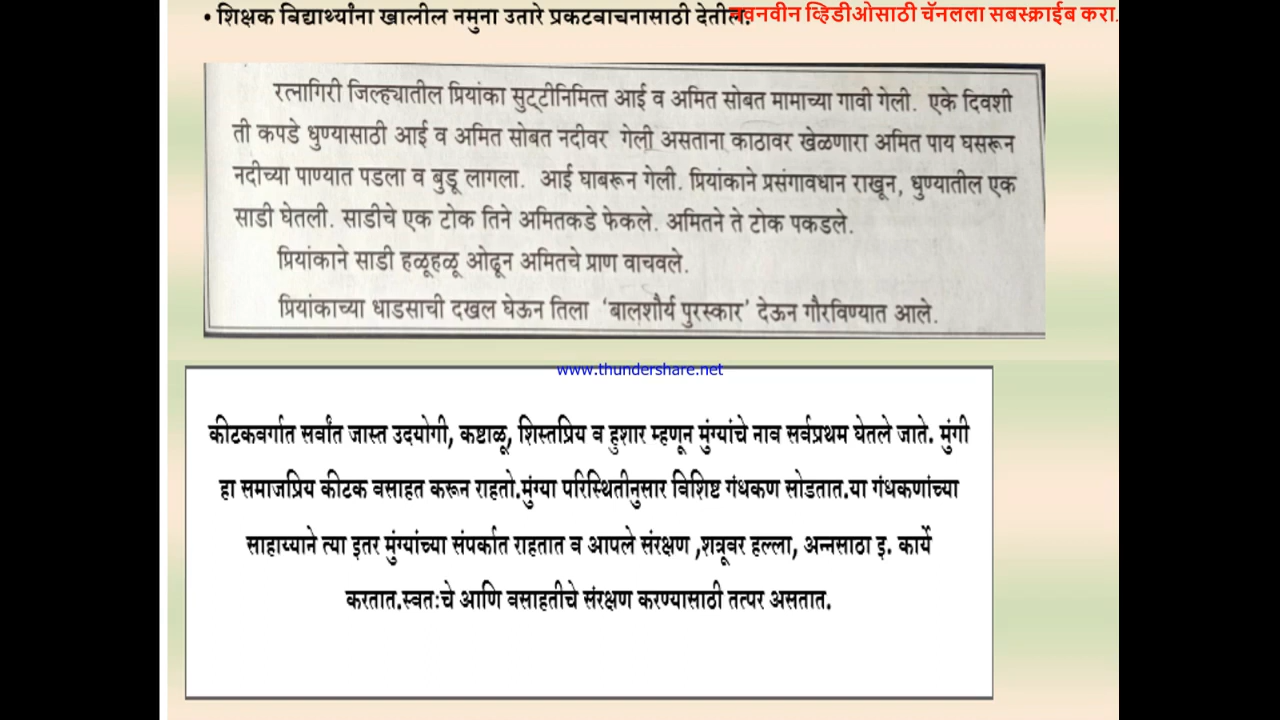 • शिक्षक विद्यार्थ्यांना खालील नमुना उतारे प्रकटवाचनासाठी देतील.
नवनवीन व्हिडीओसाठी चॅनलला सबस्क्राईब करा.
रत्नागिरी जिल्ह्यातील प्रियांका सुट्टीनिमित्त आई व अमित सोबत मामाच्या गावी गेली. एके दिवशी
ती कपडे धुण्यासाठी आई व अमित सोबत नदीवर गेली असताना काठावर खेळणारा अमित पाय घसरून
नदीच्या पाण्यात पडला व बुडू लागला. आई घाबरून गेली. प्रियांकाने प्रसंगावधान राखून, धुण्यातील एक
साडी घेतली. साडीचे एक टोक तिने अमितकडे फेकले. अमितने ते टोक पकडले.
प्रियांकाने साडी हळूहळू ओढून अमितचे प्राण वाचवले.
प्रियांकाच्या धाडसाची दखल घेऊन तिला 'बालशौर्य पुरस्कार' देऊन गौरविण्यात आले.
www.thundershare.net
कीटकवर्गात सर्वांत जास्त उदयोगी, कष्टाळू, शिस्तप्रिय व हुशार म्हणून मुंग्यांचे नाव सर्वप्रथम घेतले जाते. मुंगी
हा समाजप्रिय कीटक वसाहत करून राहतो.मुंग्या परिस्थितीनुसार विशिष्ट गंधकण सोडतात.या गंधकणांच्या
साहाय्याने त्या इतर मुंग्यांच्या संपर्कात राहतात व आपले संरक्षण ,शत्रूवर हल्ला, अन्नसाठा इ. कार्ये
करतात.स्वतःचे आणि वसाहतीचे संरक्षण करण्यासाठी तत्पर असतात.